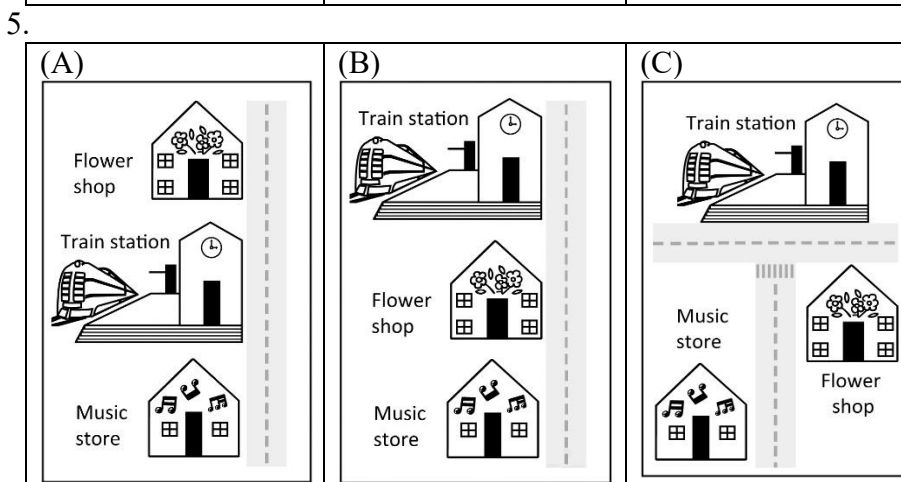 5.
(A)
Flower
shop
Train station
Music
store
(B)
Train station
Flower
shop
Music
store
(C)
Train station
Music
store
Flower
shop